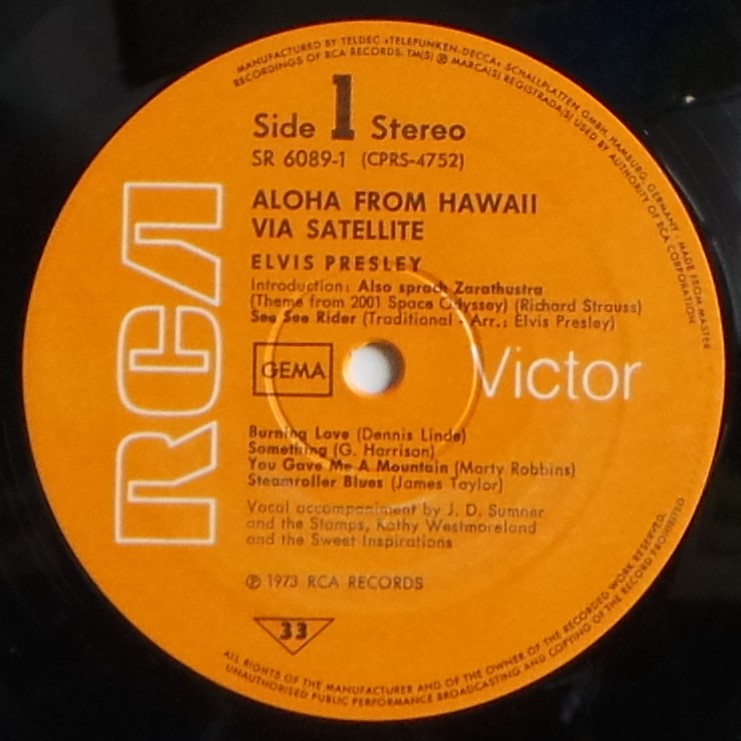 MANUFACTURED BY TELDEC »TELEFUNKEN-DECCA« SCHALLPLATTEN GMBH, HAMBURG, GERMANY · MADE FROM MASTER
RECORDINGS OF RCA RECORDS. TM(S) ® MARCA(S) REGISTRADA(S) USED BY AUTHORITY OF RCA CORPORATION
Side 1 Stereo
SR 6089-1 (CPRS-4752)
ALOHA FROM HAWAII
VIA SATELLITE
ELVIS PRESLEY
Introduction: Also sprach Zarathustra
(Theme from 2001 Space Odyssey) (Richard Strauss)
See See Rider (Traditional - Arr.: Elvis Presley)
RCA
GEMA
Victor
Burning Love (Dennis Linde)
Something (G. Harrison)
You Gave Me A Mountain (Marty Robbins)
Steamroller Blues (James Taylor)
Vocal accompaniment by J. D. Sumner
and the Stamps, Kathy Westmoreland
and the Sweet Inspirations
℗ 1973 RCA RECORDS
33
ALL RIGHTS OF THE MANUFACTURER AND OF THE OWNER OF THE RECORDED WORK RESERVED.
UNAUTHORISED PUBLIC PERFORMANCE BROADCASTING AND COPYING OF THE RECORD PROHIBITED